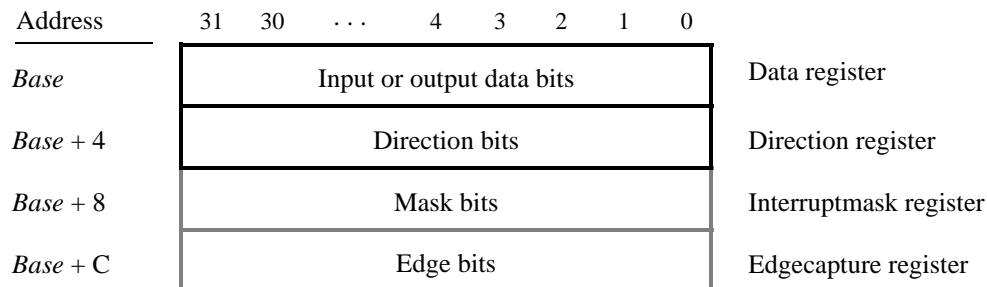 Address 31 30 . . . 4 3 2 1 0
Base Input or output data bits Data register
Base + 4 Direction bits Direction register
Base + 8 Mask bits Interruptmask register
Base + C Edge bits Edgecapture register